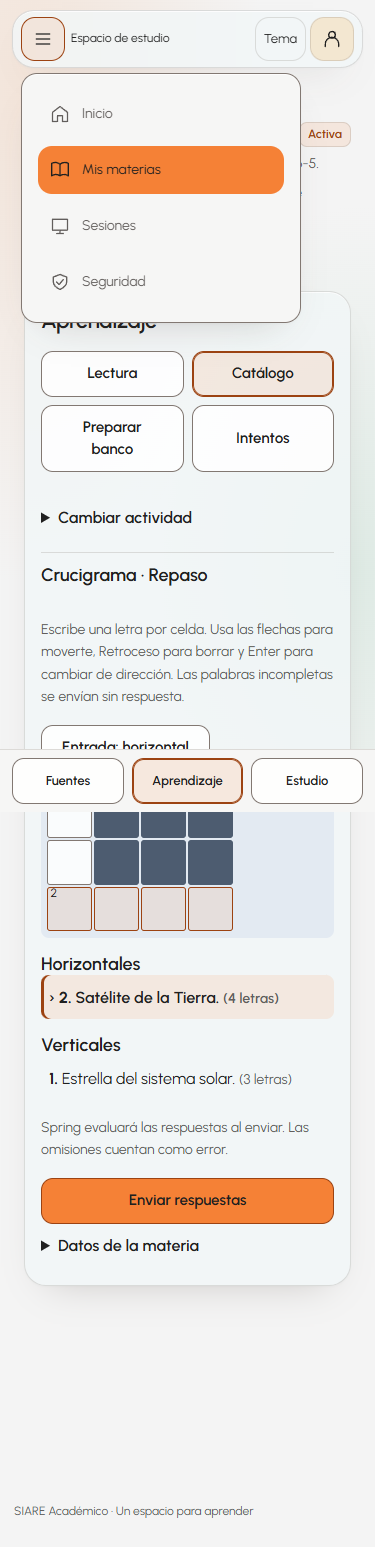 Espacio de estudio
Tema
Inicio
Activa
Mis materias
-5.
Sesiones
Seguridad
Aprendizaje
Lectura
Catálogo
Preparar
banco
Intentos
Cambiar actividad
Crucigrama · Repaso
Escribe una letra por celda. Usa las flechas para
moverte, Retroceso para borrar y Enter para
cambiar de dirección. Las palabras incompletas
se envían sin respuesta.
Entrada: horizontal
Fuentes
Aprendizaje
Estudio
2
Horizontales
› 2. Satélite de la Tierra. (4 letras)
Verticales
1. Estrella del sistema solar. (3 letras)
Spring evaluará las respuestas al enviar. Las
omisiones cuentan como error.
Enviar respuestas
Datos de la materia
SIARE Académico · Un espacio para aprender